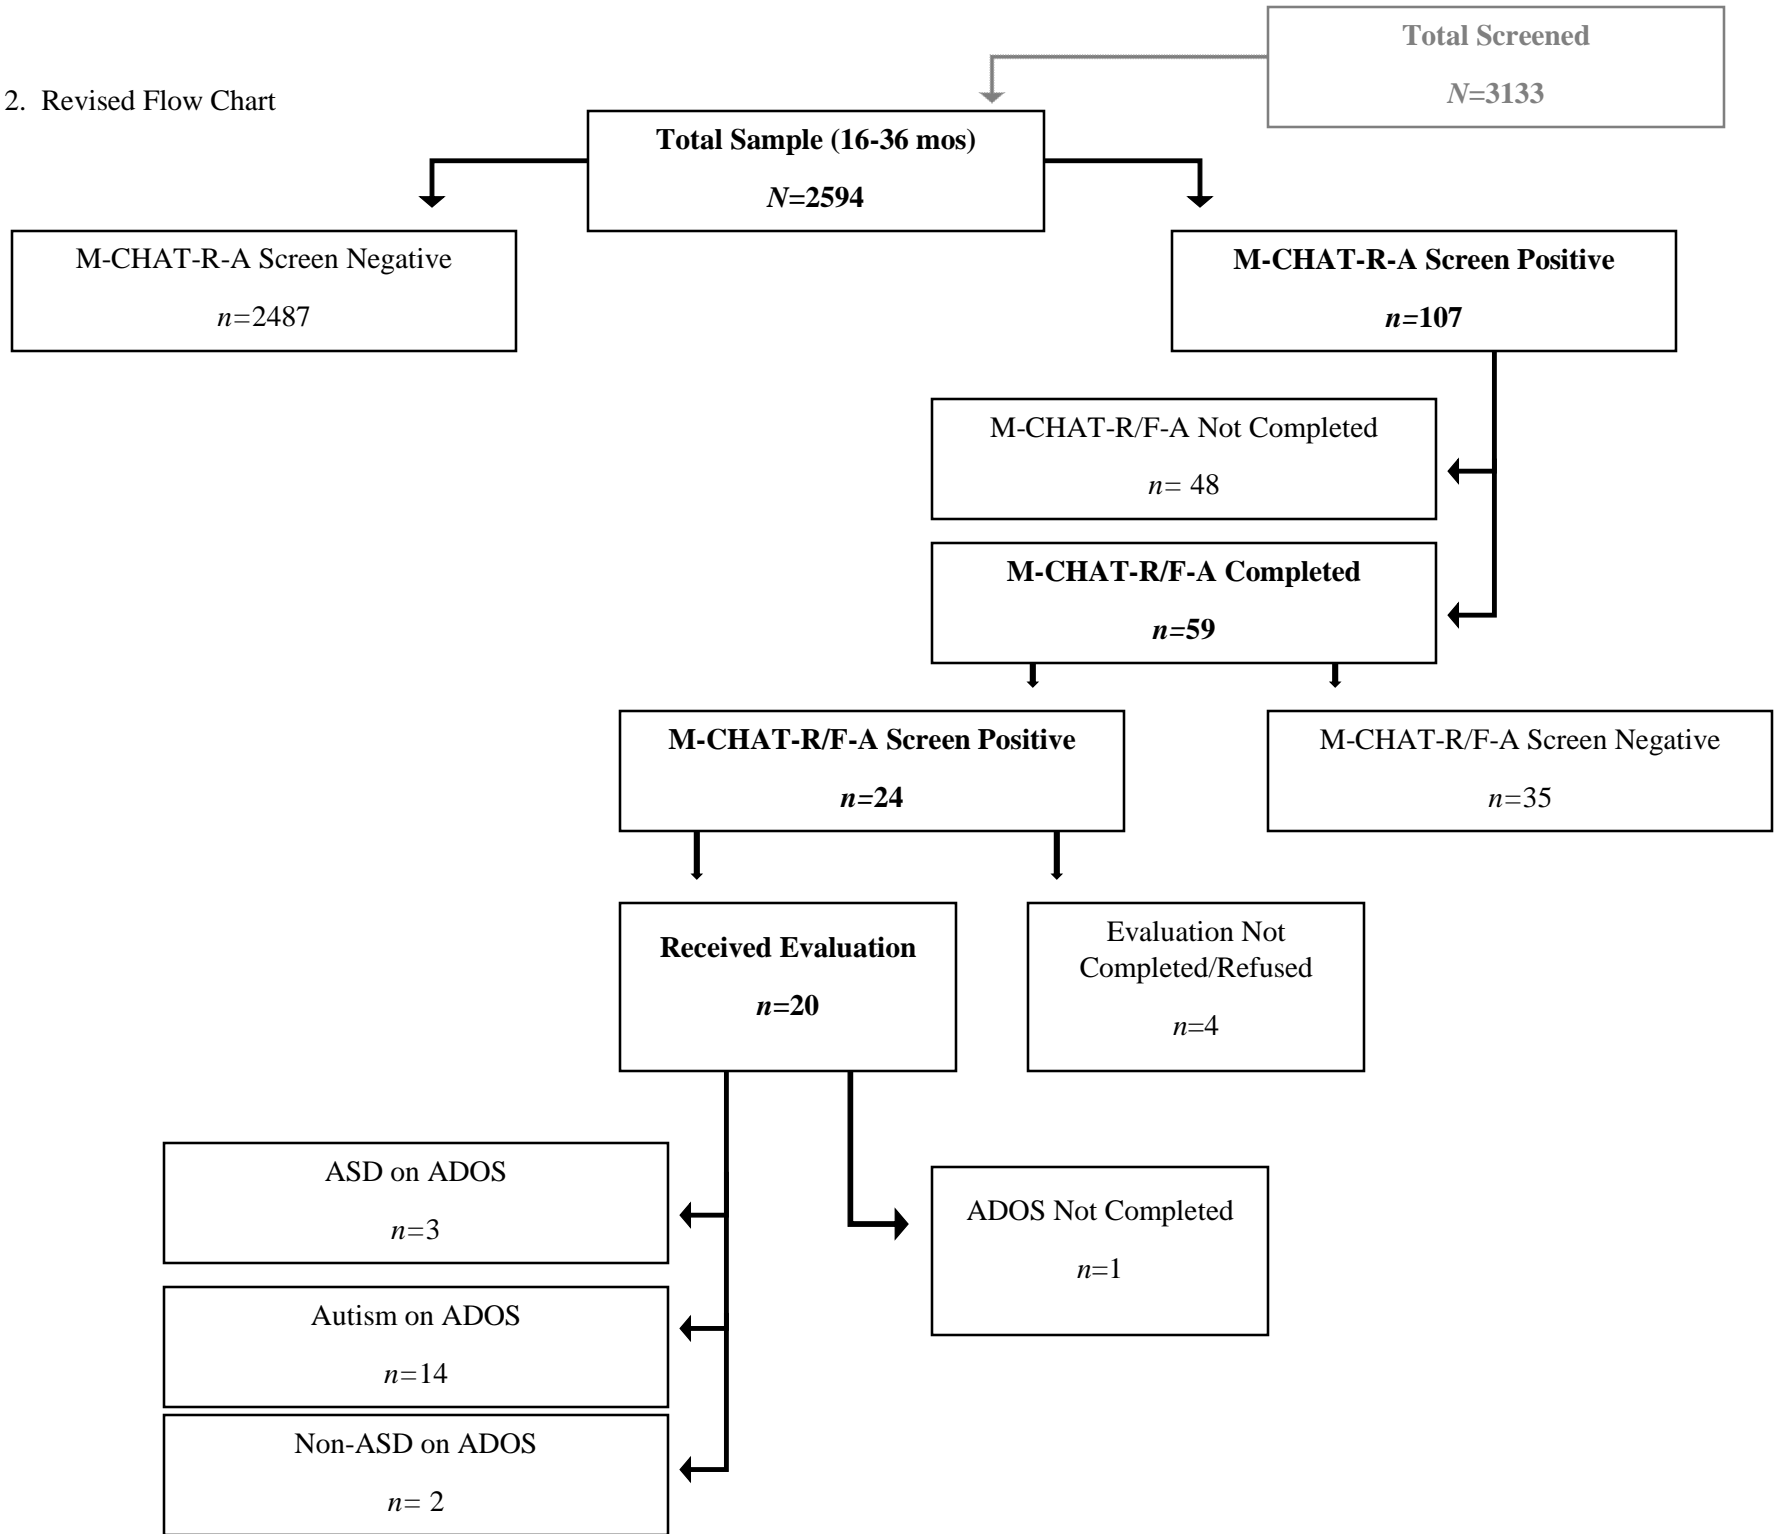 Total Screened
N=3133
2. Revised Flow Chart
Total Sample (16-36 mos)
N=2594
M-CHAT-R-A Screen Negative
n=2487
M-CHAT-R-A Screen Positive
n=107
M-CHAT-R/F-A Not Completed
n= 48
M-CHAT-R/F-A Completed
n=59
M-CHAT-R/F-A Screen Positive
n=24
M-CHAT-R/F-A Screen Negative
n=35
Received Evaluation
n=20
Evaluation Not
Completed/Refused
n=4
ASD on ADOS
n=3
ADOS Not Completed
n=1
Autism on ADOS
n=14
Non-ASD on ADOS
n= 2